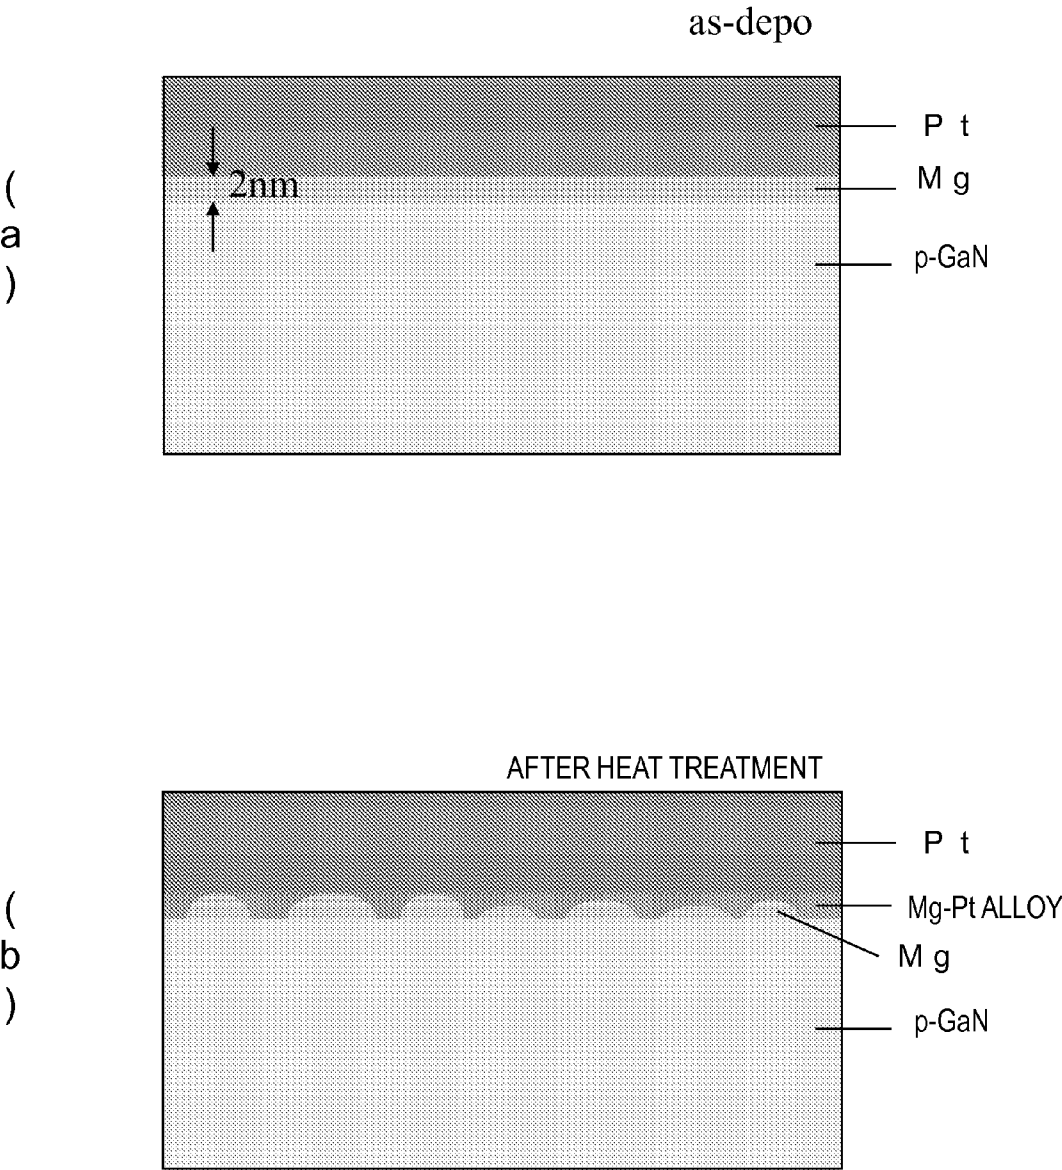 as-depo
(a)
P t
2nm
M g
p-GaN
AFTER HEAT TREATMENT
(b)
P t
Mg-Pt ALLOY
M g
p-GaN